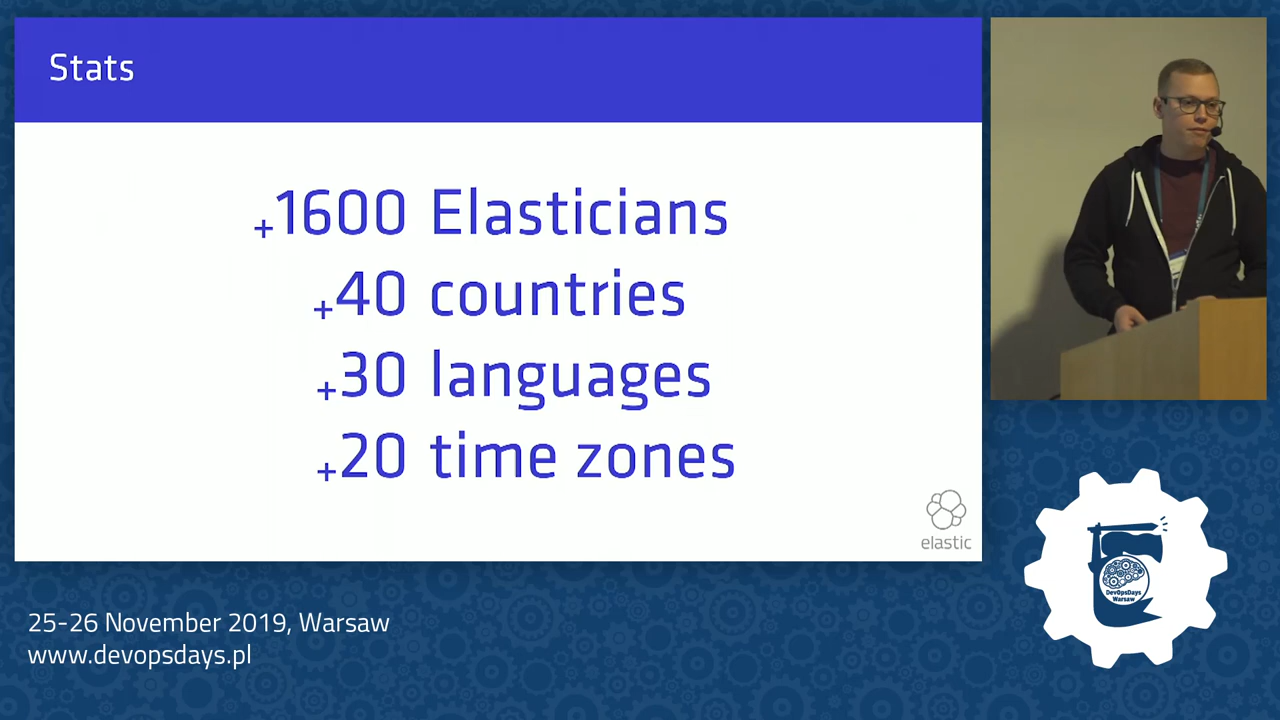 Stats
+1600 Elasticians
+40 countries
+30 languages
+20 time zones
elastic
25-26 November 2019, Warsaw
www.devopsdays.pl
DevOpsDays
Warsaw